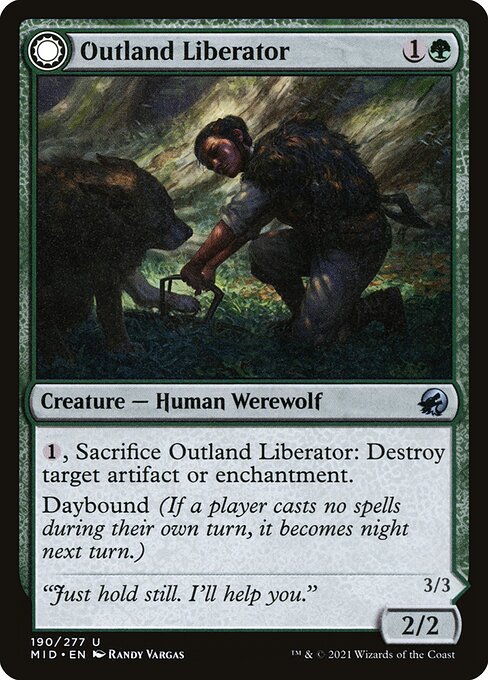 Outland Liberator 1
Creature — Human Werewolf
1, Sacrifice Outland Liberator: Destroy
target artifact or enchantment.
Daybound (If a player casts no spells
during their own turn, it becomes night
next turn.)
“Just hold still. I’ll help you.”
3/3
2/2
190/277 U
MID • EN Randy Vargas
™ & © 2021 Wizards of the Coast